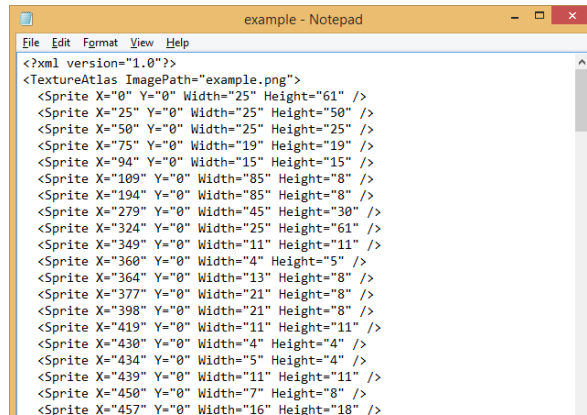 example - Notepad
File Edit Format View Help
<?xml version="1.0"?>
<TextureAtlas ImagePath="example.png">
  <Sprite X="0" Y="0" Width="25" Height="61" />
  <Sprite X="25" Y="0" Width="25" Height="50" />
  <Sprite X="50" Y="0" Width="25" Height="25" />
  <Sprite X="75" Y="0" Width="19" Height="19" />
  <Sprite X="94" Y="0" Width="15" Height="15" />
  <Sprite X="109" Y="0" Width="85" Height="8" />
  <Sprite X="194" Y="0" Width="85" Height="8" />
  <Sprite X="279" Y="0" Width="45" Height="30" />
  <Sprite X="324" Y="0" Width="25" Height="61" />
  <Sprite X="349" Y="0" Width="11" Height="11" />
  <Sprite X="360" Y="0" Width="4" Height="5" />
  <Sprite X="364" Y="0" Width="13" Height="8" />
  <Sprite X="377" Y="0" Width="21" Height="8" />
  <Sprite X="398" Y="0" Width="21" Height="8" />
  <Sprite X="419" Y="0" Width="11" Height="11" />
  <Sprite X="430" Y="0" Width="4" Height="4" />
  <Sprite X="434" Y="0" Width="5" Height="4" />
  <Sprite X="439" Y="0" Width="11" Height="11" />
  <Sprite X="450" Y="0" Width="7" Height="8" />
  <Sprite X="457" Y="0" Width="16" Height="18" />